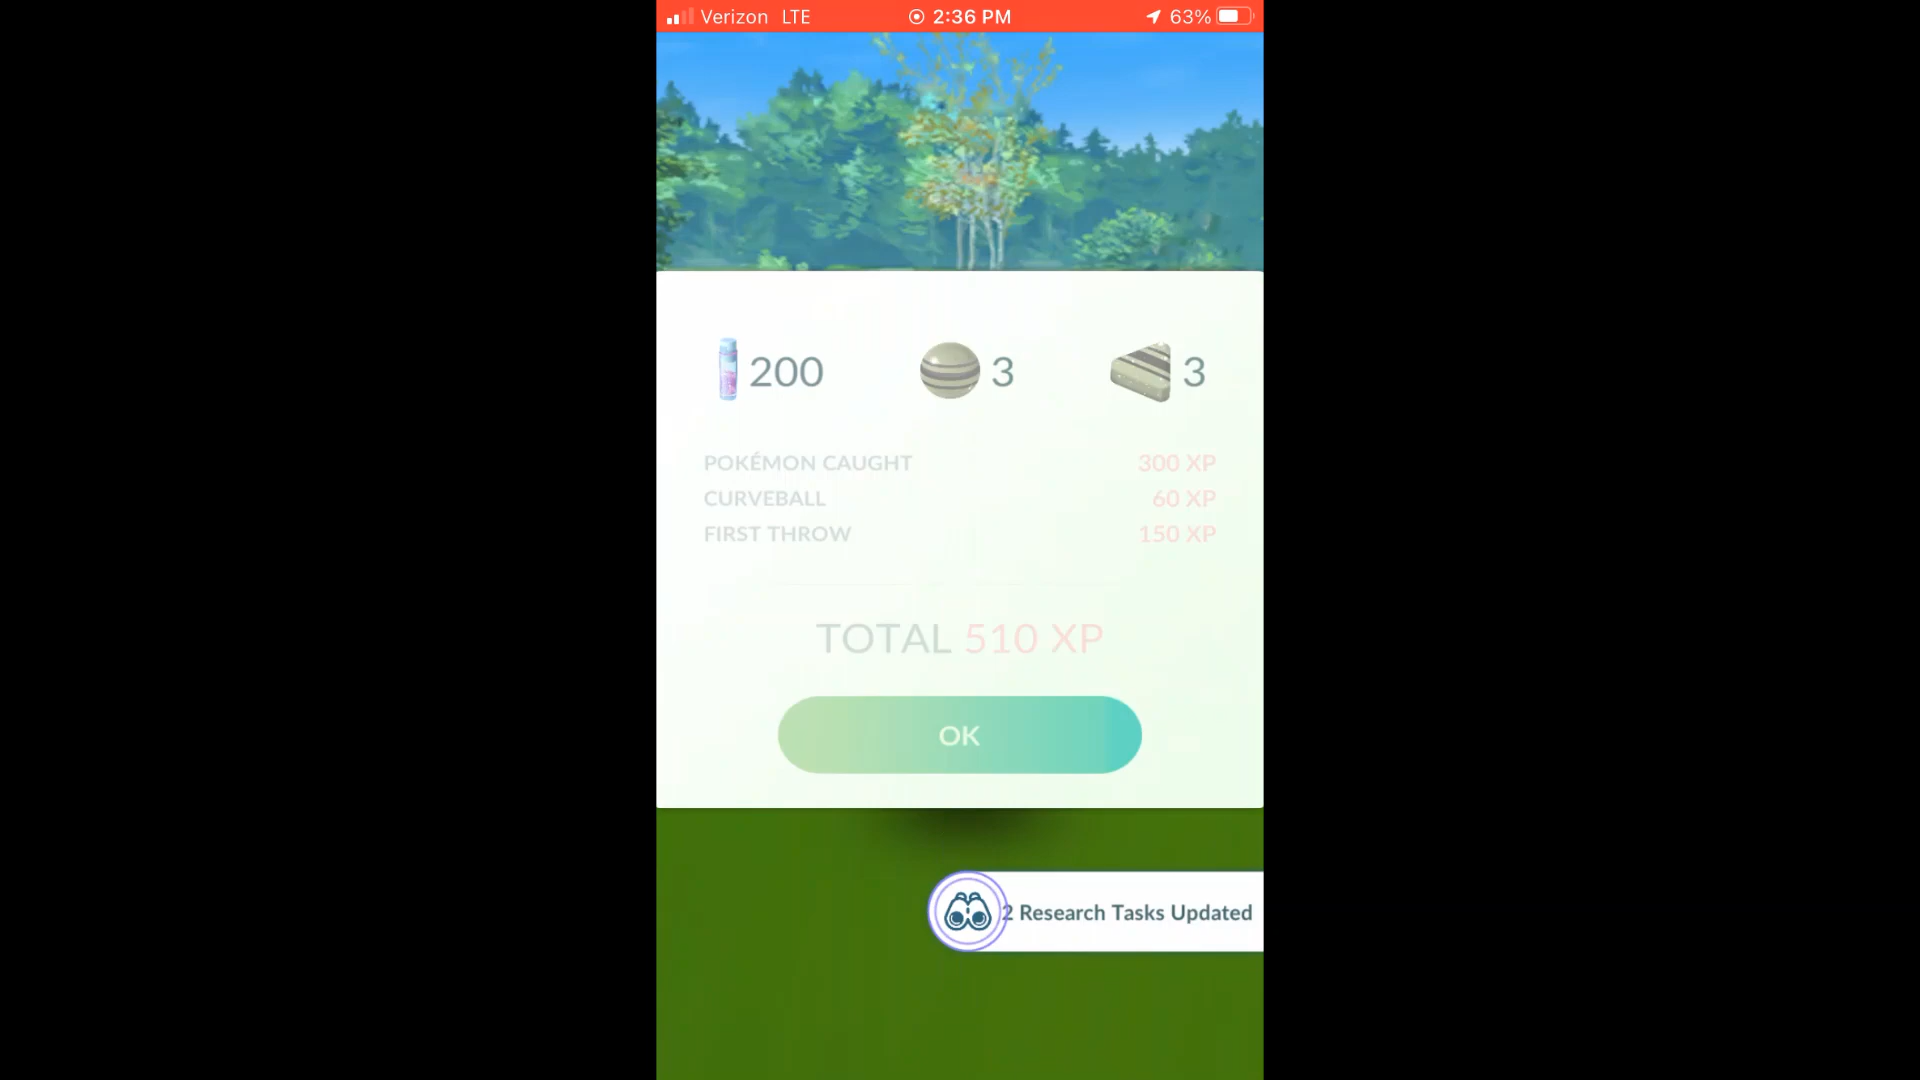 Verizon LTE 2:36 PM 63%
200 3 3
POKÉMON CAUGHT 300 XP
CURVEBALL 60 XP
FIRST THROW 150 XP
TOTAL 510 XP
OK
2 Research Tasks Updated